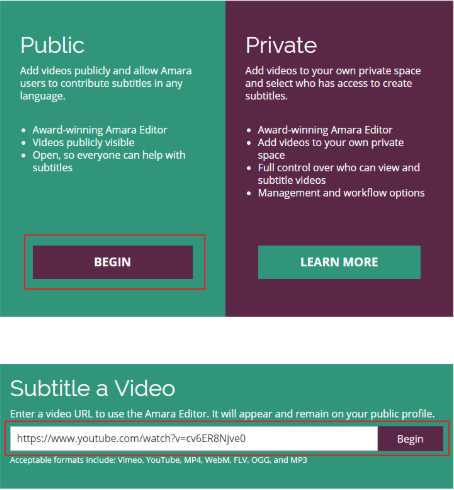 Public
Add videos publicly and allow Amara
users to contribute subtitles in any
language.
• Award-winning Amara Editor
• Videos publicly visible
• Open, so everyone can help with
subtitles
BEGIN
Private
Add videos to your own private space
and select who has access to create
subtitles.
• Award-winning Amara Editor
• Add videos to your own private
space
• Full control over who can view and
subtitle videos
• Management and workflow options
LEARN MORE
Subtitle a Video
Enter a video URL to use the Amara Editor. It will appear and remain on your public profile.
https://www.youtube.com/watch?v=cv6ER8Njve0
Begin
Acceptable formats include: Vimeo, YouTube, MP4, WebM, FLV, OGG, and MP3